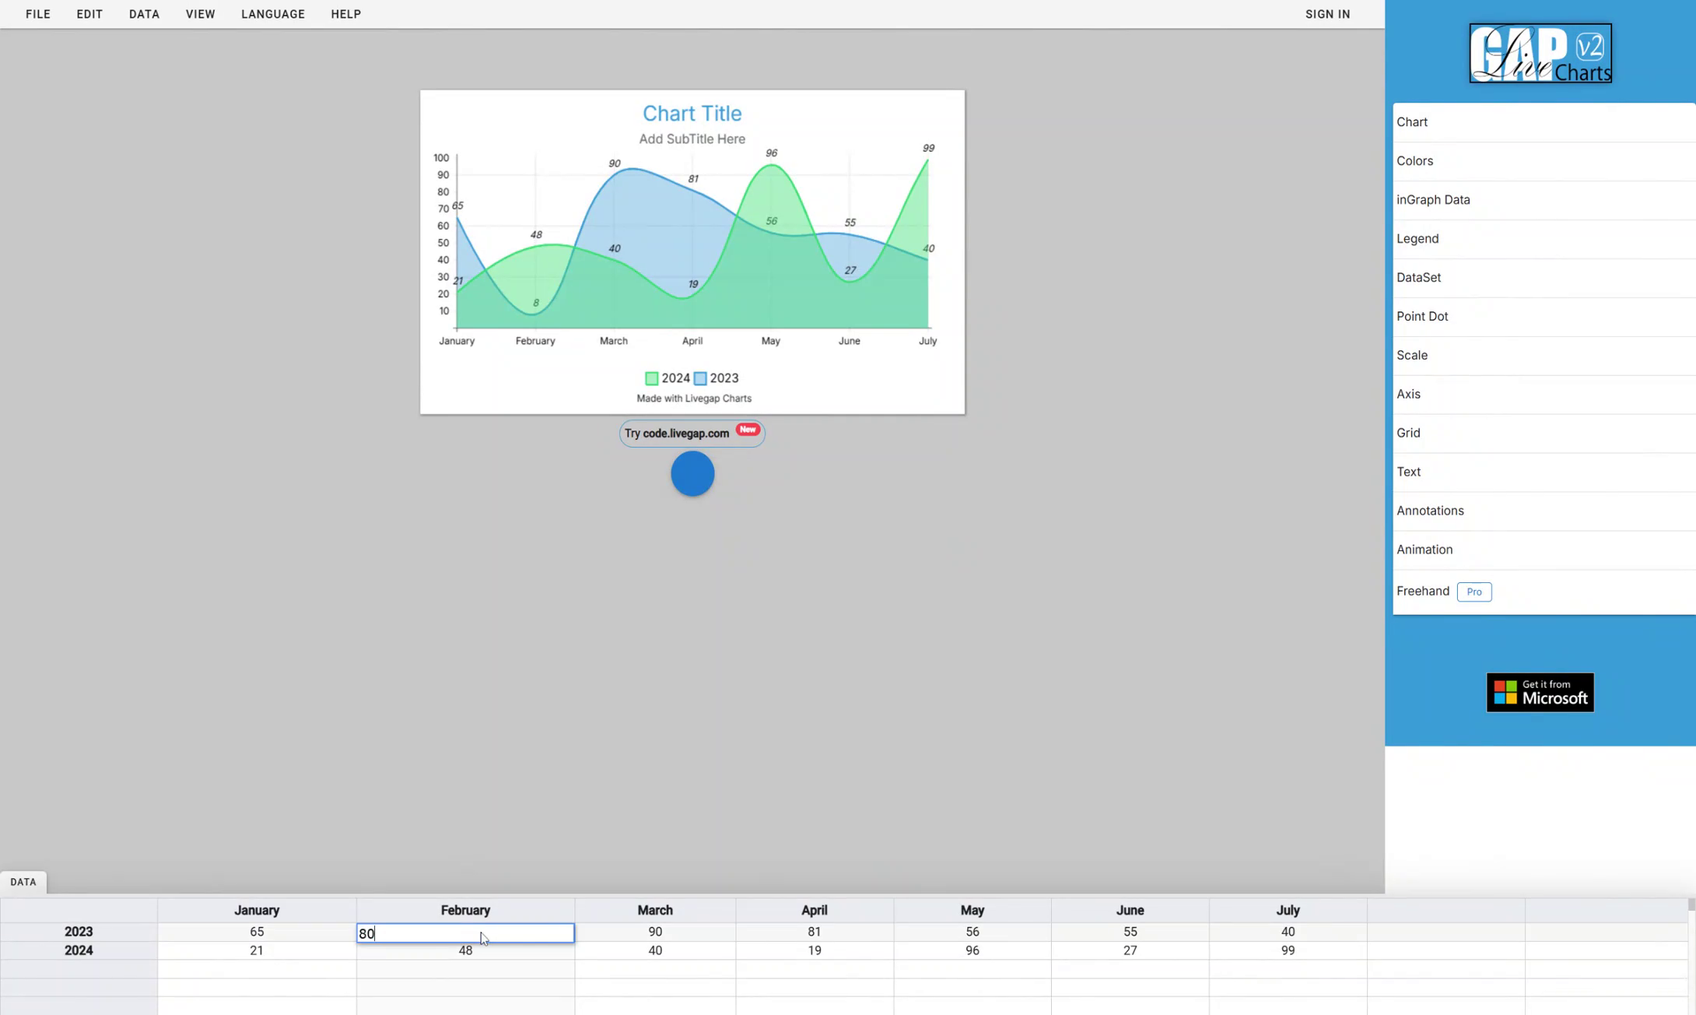 FILE EDIT DATA VIEW LANGUAGE HELP SIGN IN
GAP Live v2 Charts
Chart Title
Add SubTitle Here
100
90
80
70
60
50
40
30
20
10
65 8 90 81 56 55 40
21 48 40 19 96 27 99
January February March April May June July
2024 2023
Made with Livegap Charts
Try code.livegap.com New
Chart
Colors
inGraph Data
Legend
DataSet
Point Dot
Scale
Axis
Grid
Text
Annotations
Animation
Freehand Pro
Get it from
Microsoft
DATA
January February March April May June July
2023 65 80 90 81 56 55 40
2024 21 48 40 19 96 27 99